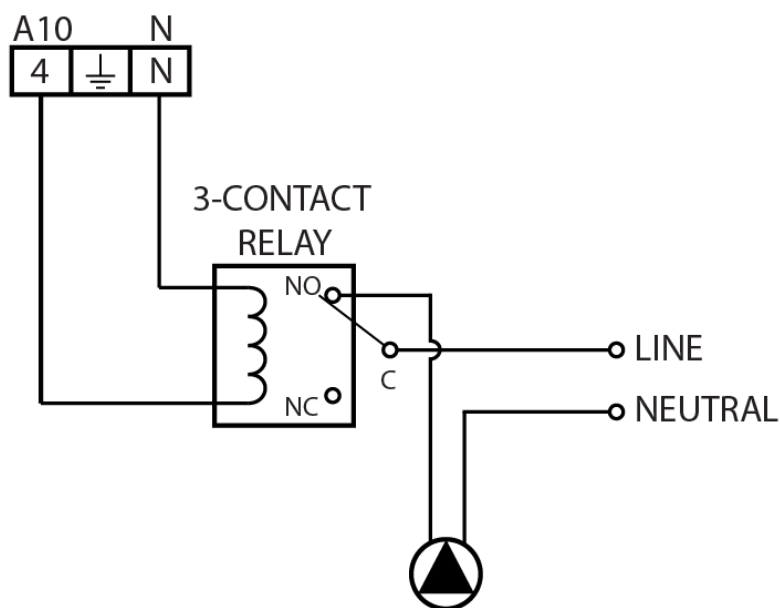 A10 N
4 N
3-CONTACT
RELAY
NO
C
NC
LINE
NEUTRAL